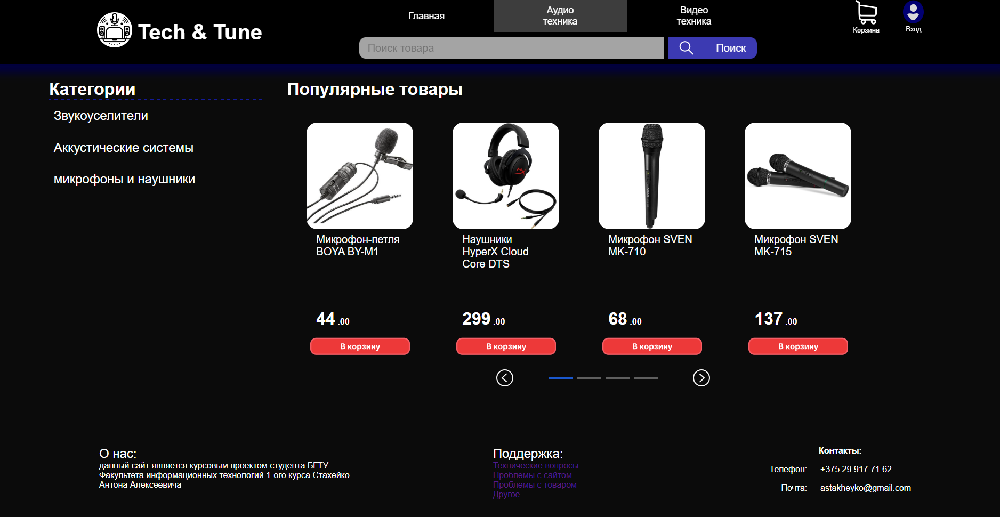 Tech & Tune
Главная
Аудио
техника
Видео
техника
Корзина
Вход
Поиск товара
Поиск
Категории
Звукоуселители
Аккустические системы
микрофоны и наушники
Популярные товары
Микрофон-петля
BOYA BY-M1
44 .00
В корзину
Наушники
HyperX Cloud
Core DTS
299 .00
В корзину
Микрофон SVEN
MK-710
68 .00
В корзину
Микрофон SVEN
MK-715
137 .00
В корзину
О нас:
данный сайт является курсовым проектом студента БГТУ
Факультета информационных технологий 1-ого курса Стахейко
Антона Алексеевича
Поддержка:
Технические вопросы
Проблемы с сайтом
Проблемы с товаром
Другое
Контакты:
Телефон: +375 29 917 71 62
Почта: astakheyko@gmail.com